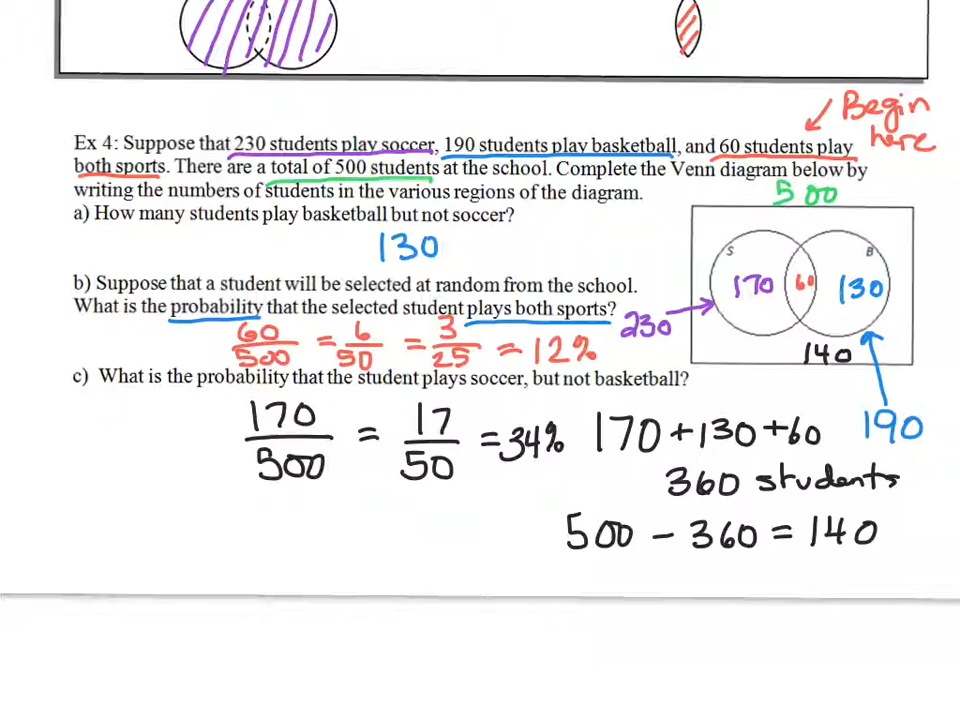 Begin
here
Ex 4: Suppose that 230 students play soccer, 190 students play basketball, and 60 students play
both sports. There are a total of 500 students at the school. Complete the Venn diagram below by
writing the numbers of students in the various regions of the diagram.
500
a) How many students play basketball but not soccer?
130
S B
170 60 130
b) Suppose that a student will be selected at random from the school.
What is the probability that the selected student plays both sports?
230
60/500 = 6/50 = 3/25 = 12%
140
c) What is the probability that the student plays soccer, but not basketball?
170/500 = 17/50 = 34%
170 + 130 + 60
190
360 students
500 - 360 = 140